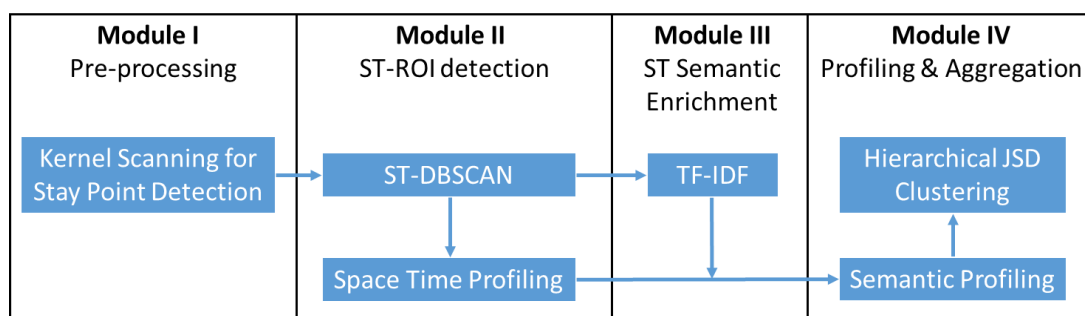 Module I
Pre-processing
Kernel Scanning for
Stay Point Detection
Module II
ST-ROI detection
ST-DBSCAN
Space Time Profiling
Module III
ST Semantic
Enrichment
TF-IDF
Module IV
Profiling & Aggregation
Hierarchical JSD
Clustering
Semantic Profiling